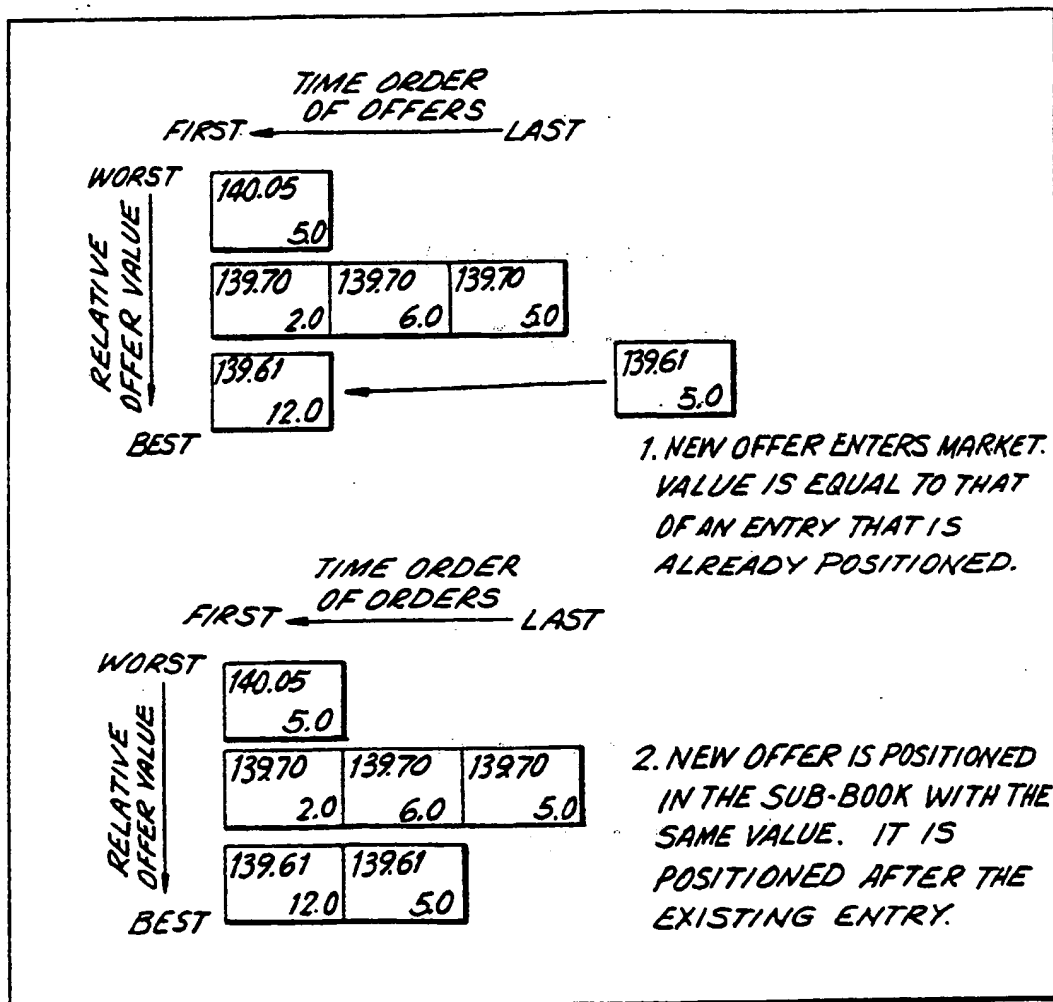 TIME ORDER
OF OFFERS
FIRST LAST
WORST
RELATIVE
OFFER VALUE
BEST
140.05
5.0
139.70 139.70 139.70
2.0 6.0 5.0
139.61 139.61
12.0 5.0
1. NEW OFFER ENTERS MARKET.
VALUE IS EQUAL TO THAT
OF AN ENTRY THAT IS
ALREADY POSITIONED.
TIME ORDER
OF ORDERS
FIRST LAST
WORST
RELATIVE
OFFER VALUE
BEST
140.05
5.0
139.70 139.70 139.70
2.0 6.0 5.0
139.61 139.61
12.0 5.0
2. NEW OFFER IS POSITIONED
IN THE SUB-BOOK WITH THE
SAME VALUE. IT IS
POSITIONED AFTER THE
EXISTING ENTRY.